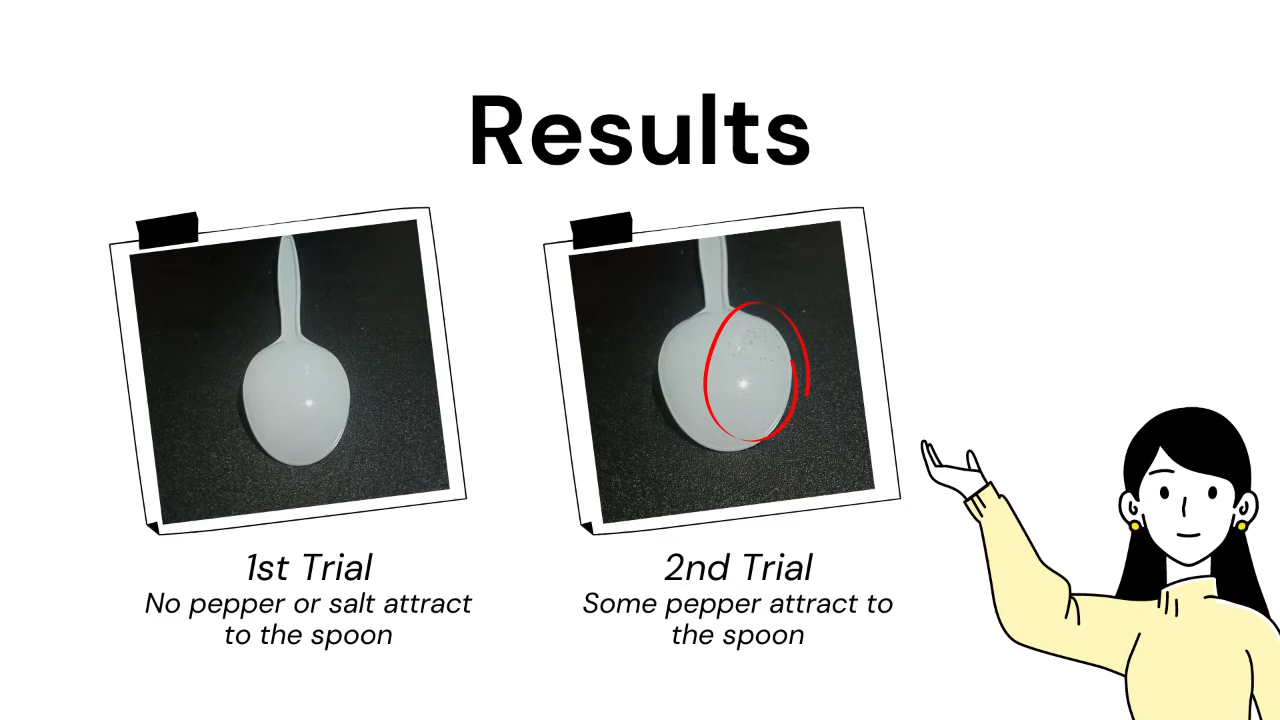 Results
1st Trial
No pepper or salt attract
to the spoon
2nd Trial
Some pepper attract to
the spoon